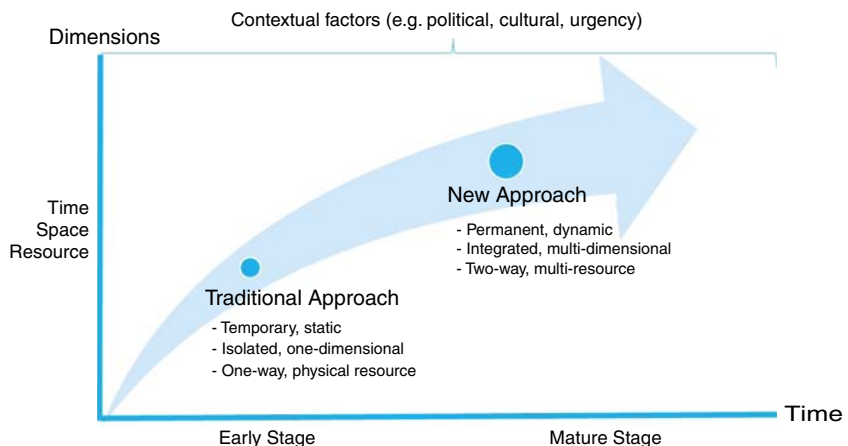 Contextual factors (e.g. political, cultural, urgency)
Dimensions
Time
Space
Resource
New Approach
- Permanent, dynamic
- Integrated, multi-dimensional
- Two-way, multi-resource
Traditional Approach
- Temporary, static
- Isolated, one-dimensional
- One-way, physical resource
Time
Early Stage
Mature Stage